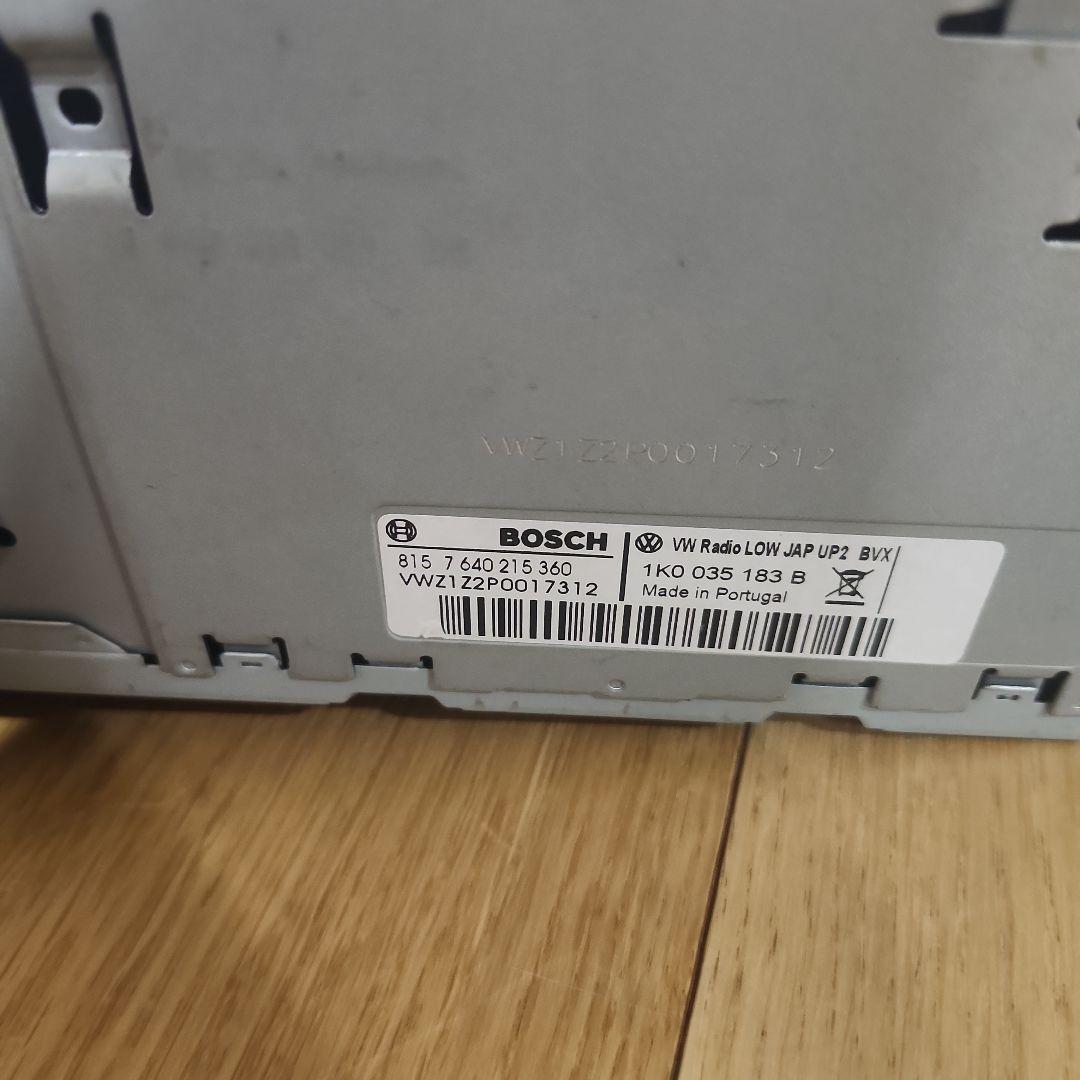 VWZ1Z2P0017312
BOSCH
815 7 640 215 360
VWZ1Z2P0017312
VW Radio LOW JAP UP2 BVX
1K0 035 183 B
Made in Portugal